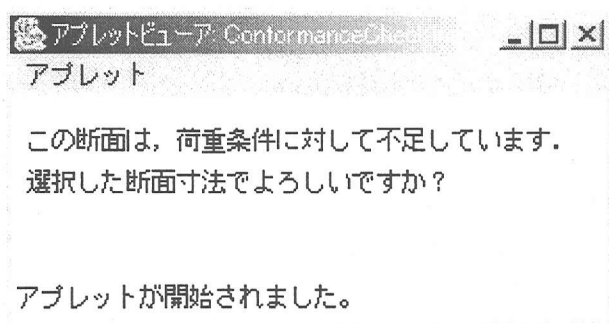 アプレットビューア: ConformanceChec
アプレット
この断面は，荷重条件に対して不足しています．
選択した断面寸法でよろしいですか？
アプレットが開始されました。